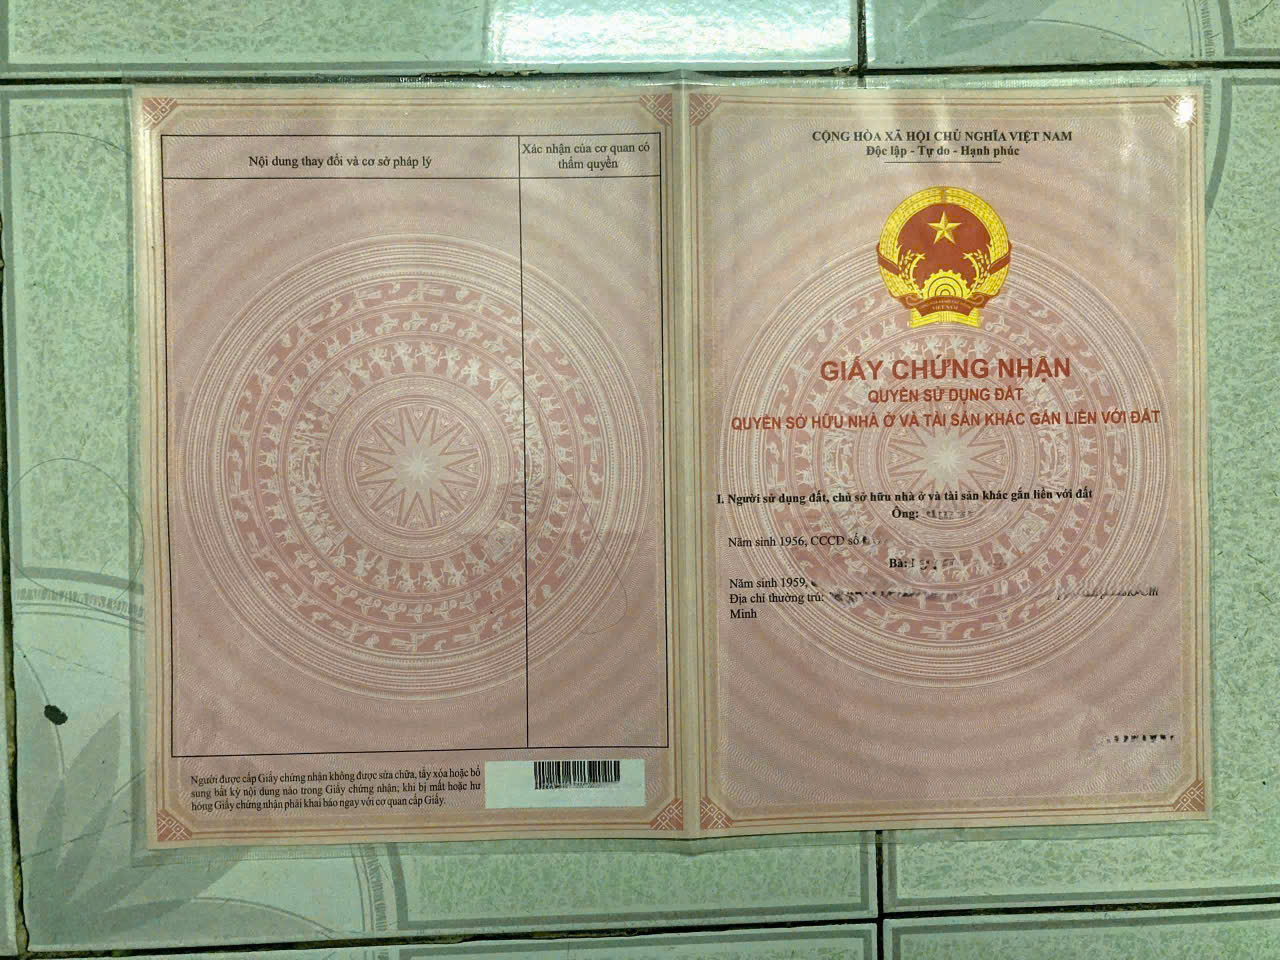 Nội dung thay đổi và cơ sở pháp lý
Xác nhận của cơ quan có
thẩm quyền
Người được cấp Giấy chứng nhận không được sửa chữa, tẩy xóa hoặc bổ
sung bất kỳ nội dung nào trong Giấy chứng nhận; khi bị mất hoặc hư
hỏng Giấy chứng nhận phải khai báo ngay với cơ quan cấp Giấy.
CỘNG HÒA XÃ HỘI CHỦ NGHĨA VIỆT NAM
Độc lập - Tự do - Hạnh phúc
VIỆT NAM
GIẤY CHỨNG NHẬN
QUYỀN SỬ DỤNG ĐẤT
QUYỀN SỞ HỮU NHÀ Ở VÀ TÀI SẢN KHÁC GẮN LIỀN VỚI ĐẤT
I. Người sử dụng đất, chủ sở hữu nhà ở và tài sản khác gắn liền với đất
Ông:
Năm sinh 1956, CCCD số
Bà:
Năm sinh 1959,
Địa chỉ thường trú:
Minh